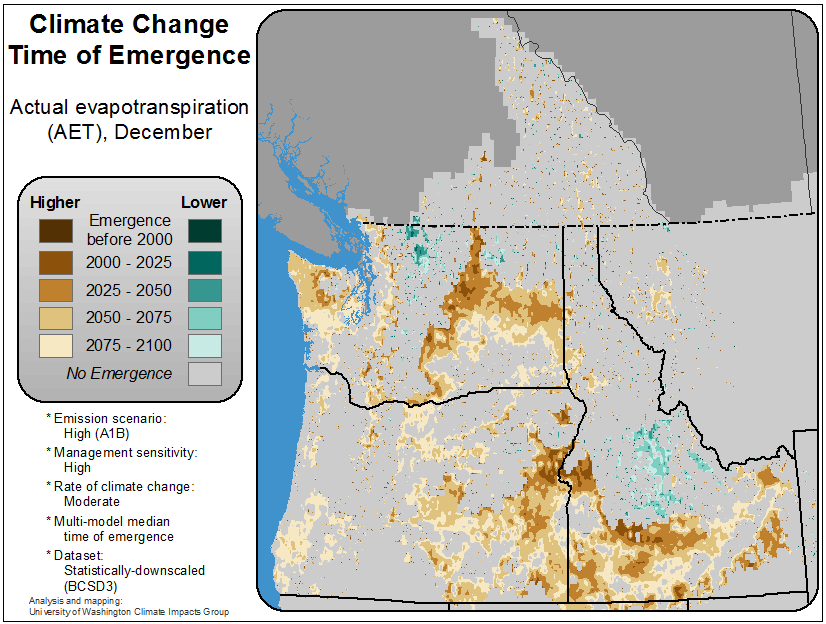 Climate Change
Time of Emergence
Actual evapotranspiration
(AET), December
Higher
Lower
Emergence
before 2000
2000 - 2025
2025 - 2050
2050 - 2075
2075 - 2100
No Emergence
* Emission scenario:
High (A1B)
* Management sensitivity:
High
* Rate of climate change:
Moderate
* Multi-model median
time of emergence
* Dataset:
Statistically-downscaled
(BCSD3)
Analysis and mapping:
University of Washington Climate Impacts Group